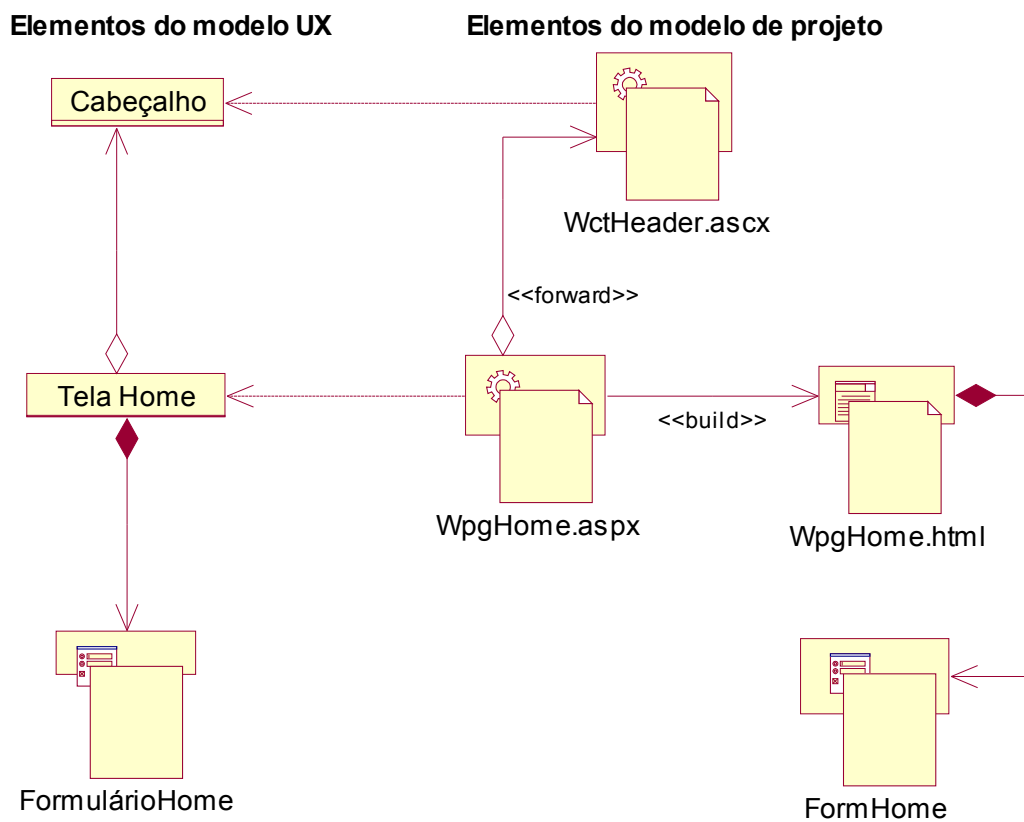 Elementos do modelo UX
Elementos do modelo de projeto
Cabeçalho
WctHeader.ascx
<<forward>>
Tela Home
<<build>>
WpgHome.aspx
WpgHome.html
FormulárioHome
FormHome